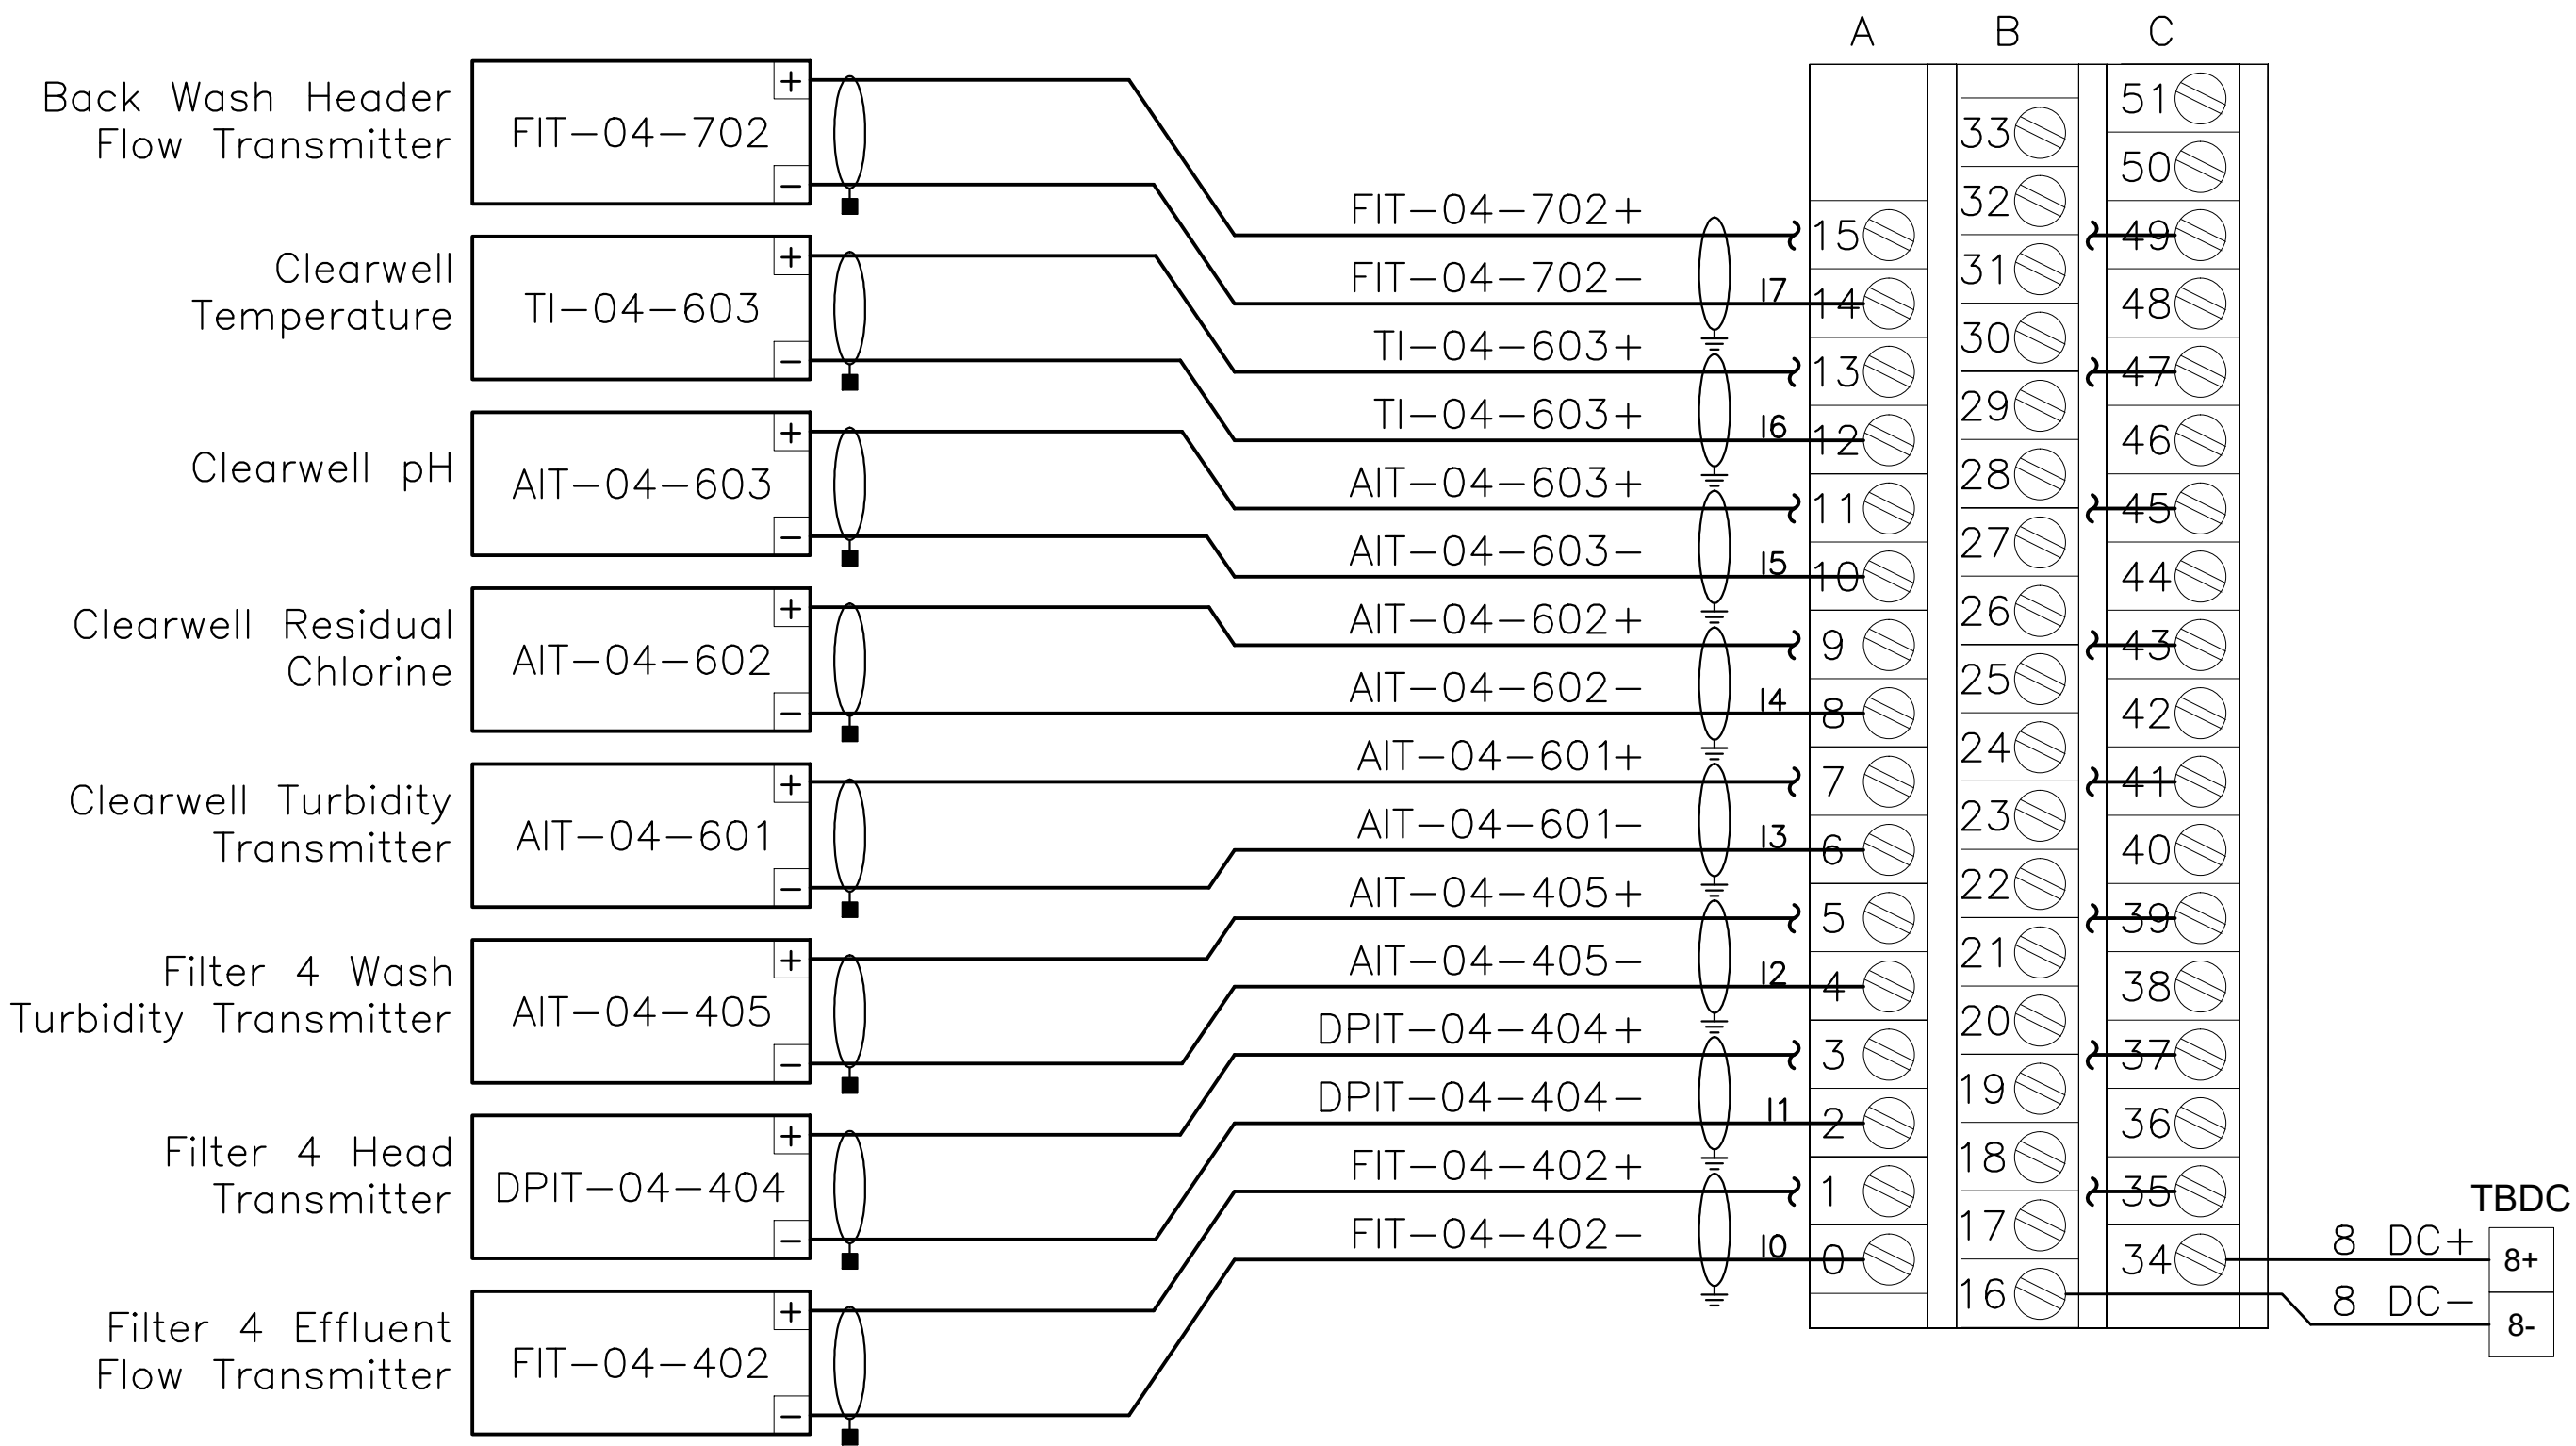 A B C
Back Wash Header
Flow Transmitter
+
FIT-04-702
-
Clearwell
Temperature
+
TI-04-603
-
Clearwell pH
+
AIT-04-603
-
Clearwell Residual
Chlorine
+
AIT-04-602
-
Clearwell Turbidity
Transmitter
+
AIT-04-601
-
Filter 4 Wash
Turbidity Transmitter
+
AIT-04-405
-
Filter 4 Head
Transmitter
+
DPIT-04-404
-
Filter 4 Effluent
Flow Transmitter
+
FIT-04-402
-
FIT-04-702+
FIT-04-702- I7
TI-04-603+
TI-04-603+ I6
AIT-04-603+
AIT-04-603- I5
AIT-04-602+
AIT-04-602- I4
AIT-04-601+
AIT-04-601- I3
AIT-04-405+
AIT-04-405- I2
DPIT-04-404+
DPIT-04-404- I1
FIT-04-402+
FIT-04-402- I0
15
14
13
12
11
10
9
8
7
6
5
4
3
2
1
0
33
32
31
30
29
28
27
26
25
24
23
22
21
20
19
18
17
16
51
50
49
48
47
46
45
44
43
42
41
40
39
38
37
36
35
34
TBDC
8 DC+ 8+
8 DC- 8-